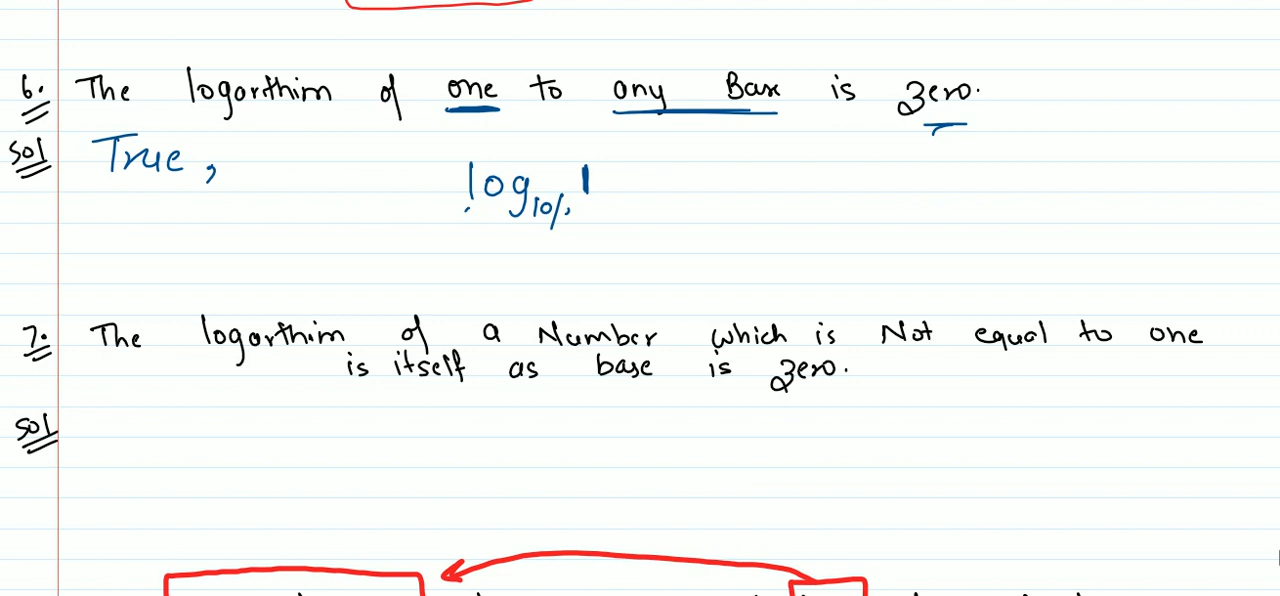 6. The logorthim of one to any Base is zero.
Sol True,
log10/. 1
7. The logorthim of a Number which is Not equal to one
is itself as base is zero.
Sol